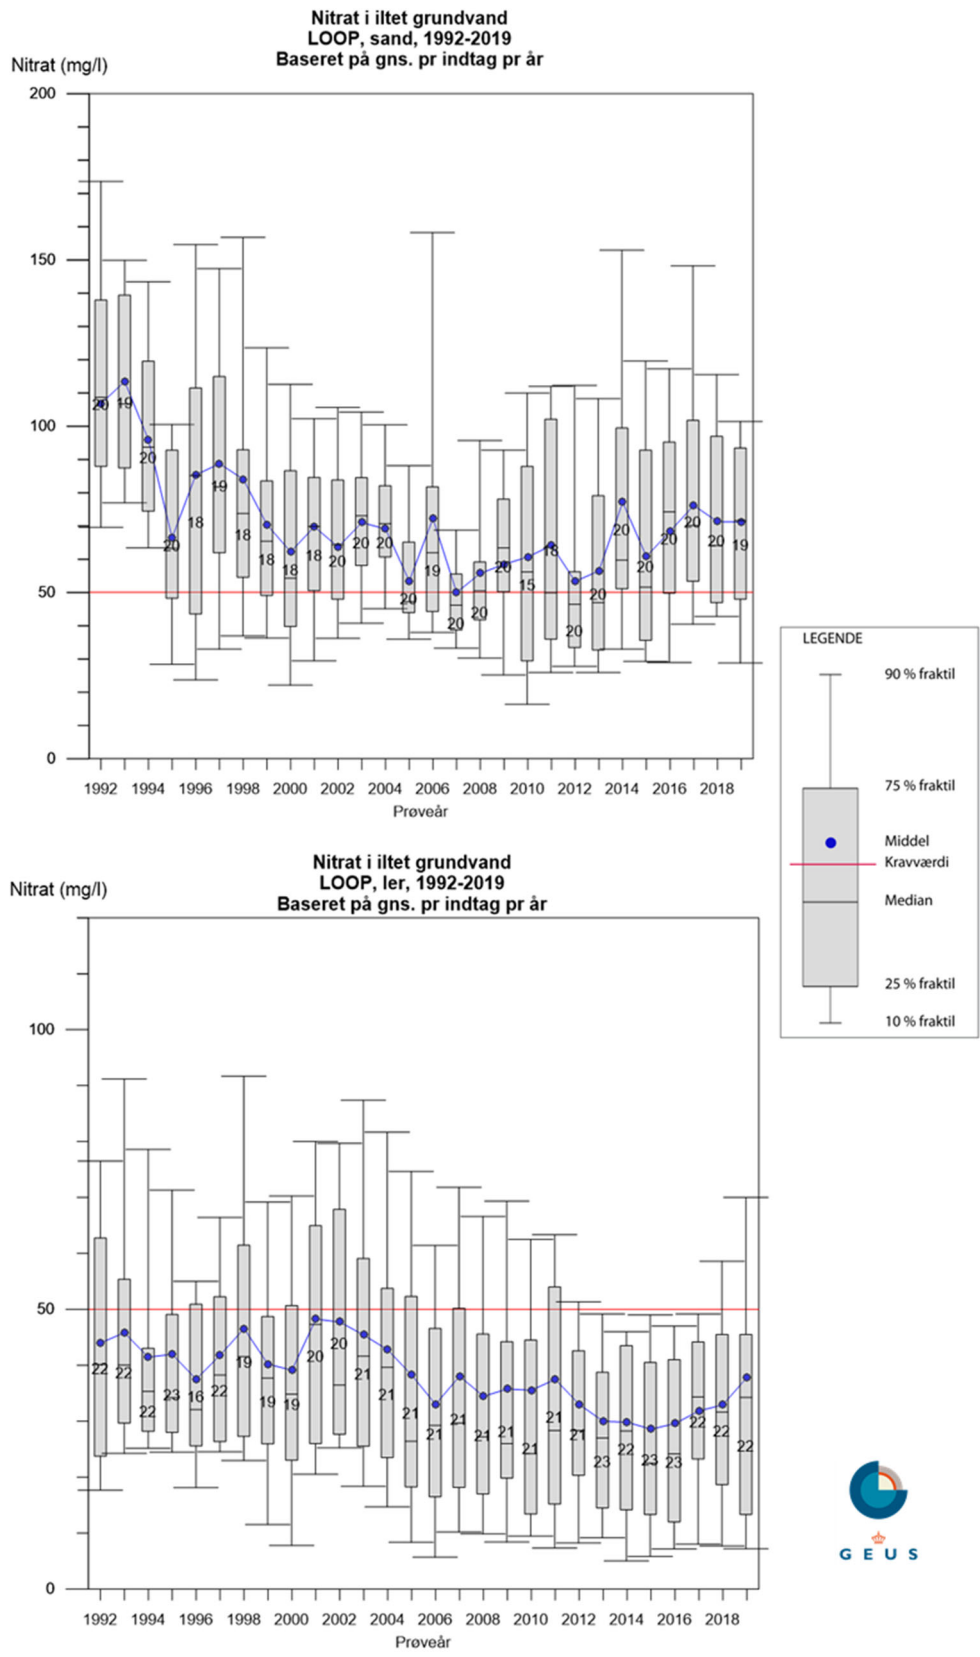 Nitrat i iltet grundvand
LOOP, sand, 1992-2019
Baseret på gns. pr indtag pr år
Nitrat (mg/l)
200
150
100
50
0
20 19 20 20 18 19 18 18 18 18 20 20 20 20 19 20 20 20 15 18 20 20 20 20 20 20 20 19
1992 1994 1996 1998 2000 2002 2004 2006 2008 2010 2012 2014 2016 2018
Prøveår
LEGENDE
90 % fraktil
75 % fraktil
Middel
Kravværdi
Median
25 % fraktil
10 % fraktil
Nitrat i iltet grundvand
LOOP, ler, 1992-2019
Baseret på gns. pr indtag pr år
Nitrat (mg/l)
100
50
0
22 22 22 23 16 22 19 19 19 20 20 21 21 21 21 21 21 21 21 21 21 23 22 23 23 22 22 22
1992 1994 1996 1998 2000 2002 2004 2006 2008 2010 2012 2014 2016 2018
Prøveår
G E U S